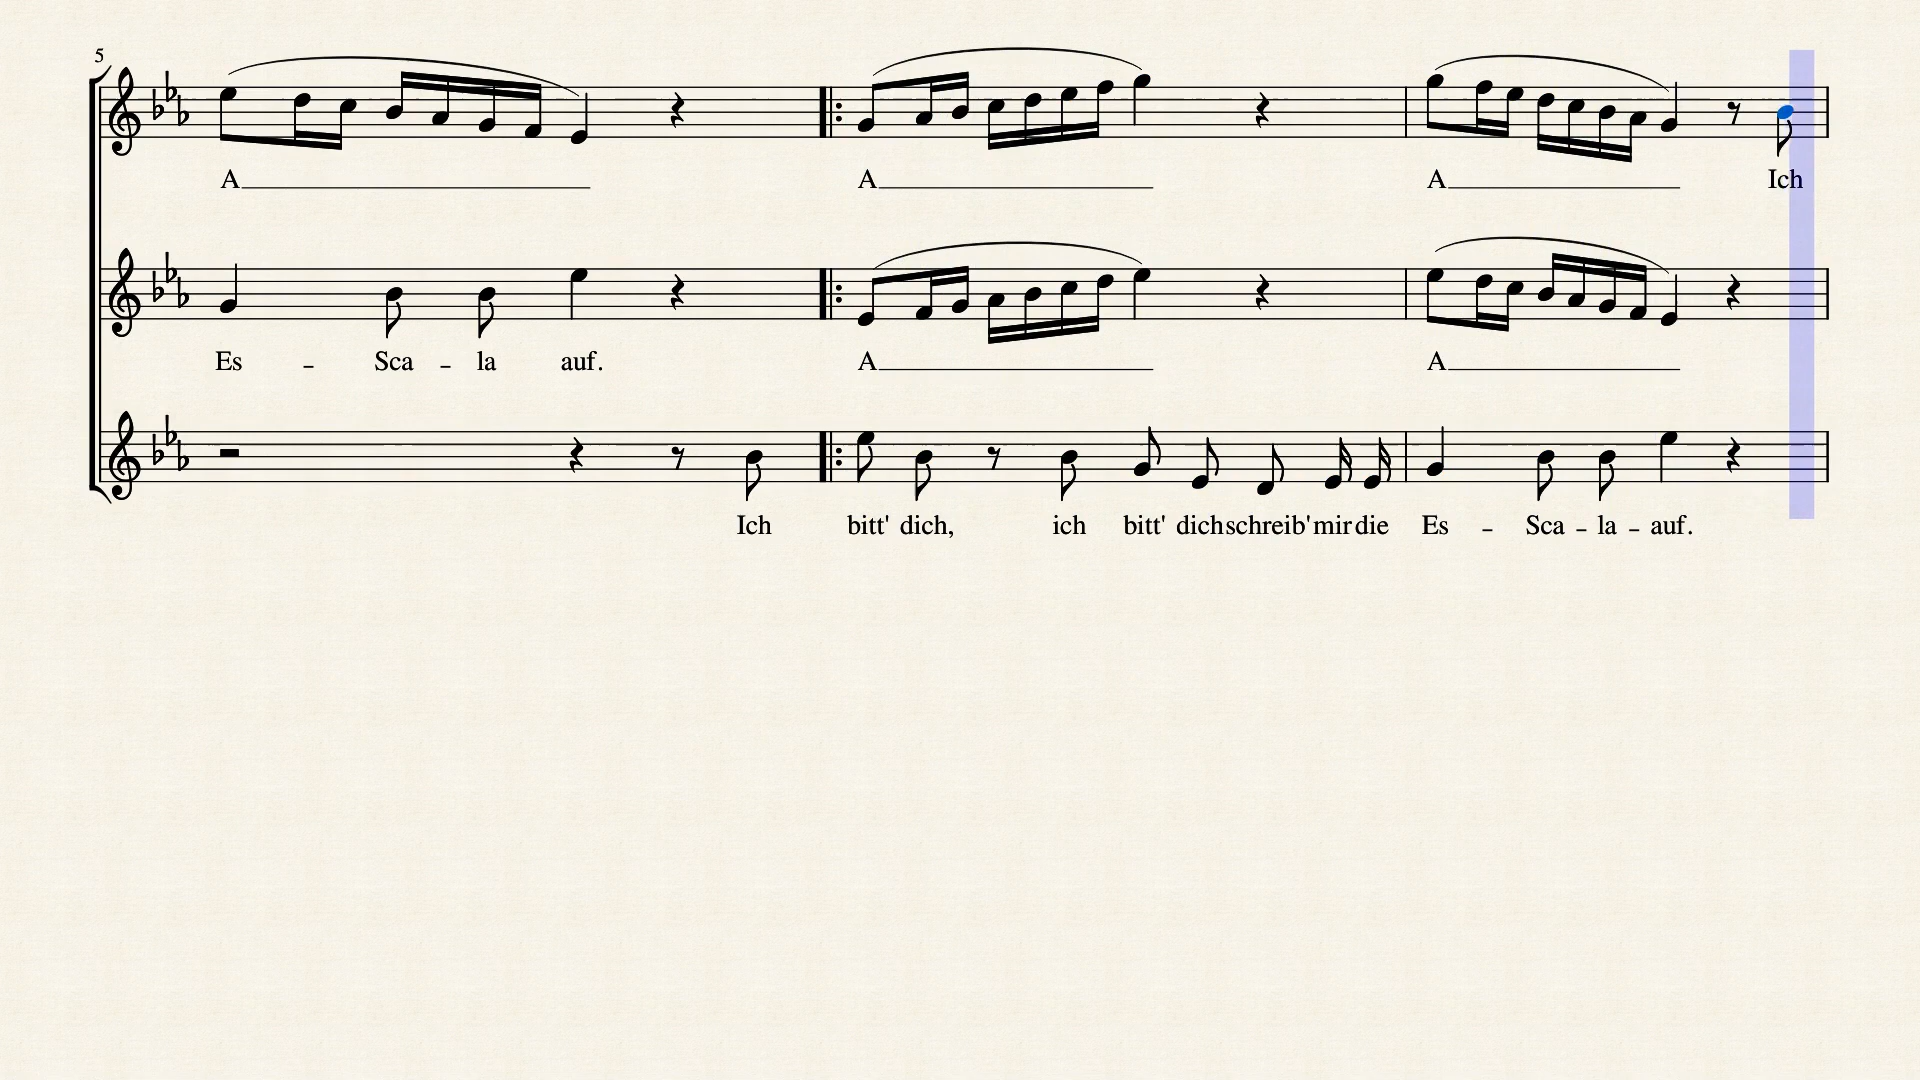 5
A A A Ich
Es - Sca - la auf. A A
Ich bitt' dich, ich bitt' dich schreib' mir die Es - Sca - la - auf.